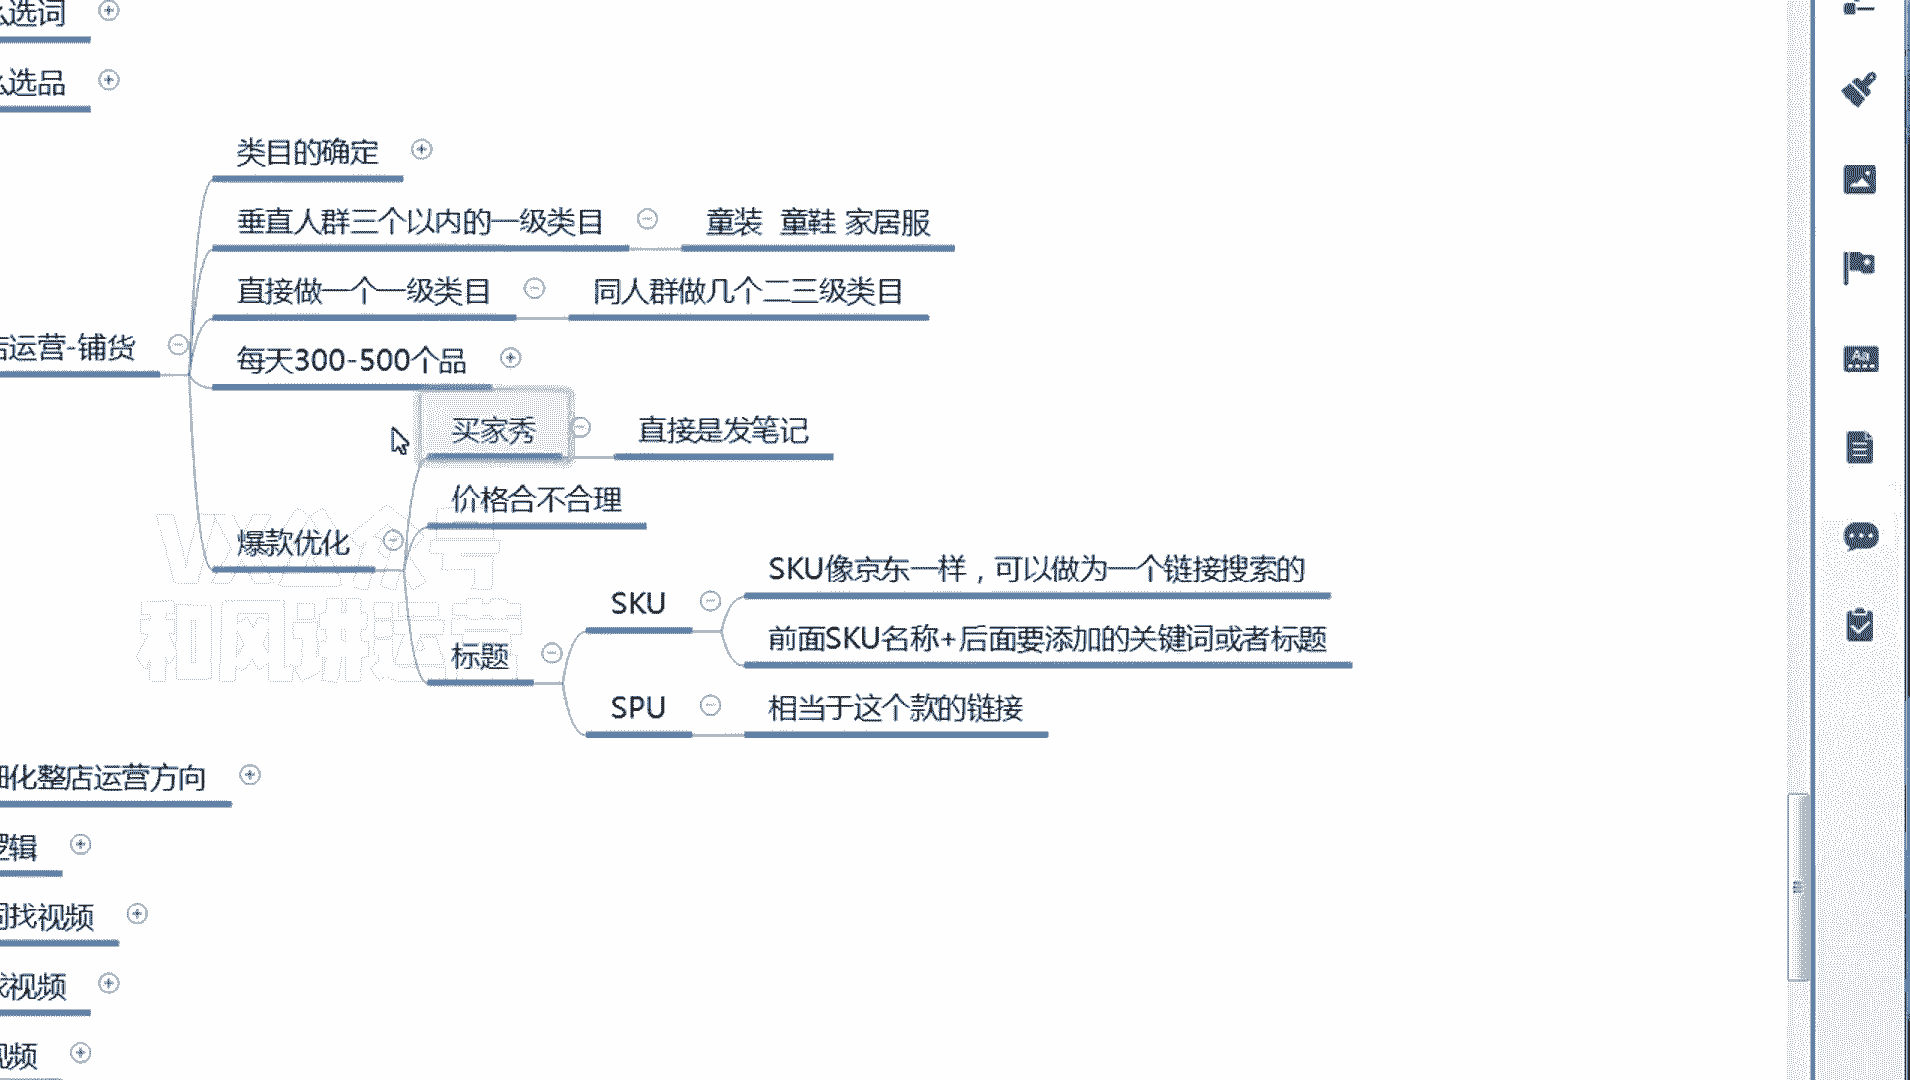 选词
选品
类目的确定
垂直人群三个以内的一级类目
童装 童鞋 家居服
直接做一个一级类目
同人群做几个二三级类目
店运营-铺货
每天300-500个品
买家秀
直接是发笔记
价格合不合理
爆款优化
VX公众号
和风讲运营
SKU
SKU像京东一样，可以做为一个链接搜索的
前面SKU名称+后面要添加的关键词或者标题
标题
SPU
相当于这个款的链接
细化整店运营方向
逻辑
找视频
找视频
视频
Aa